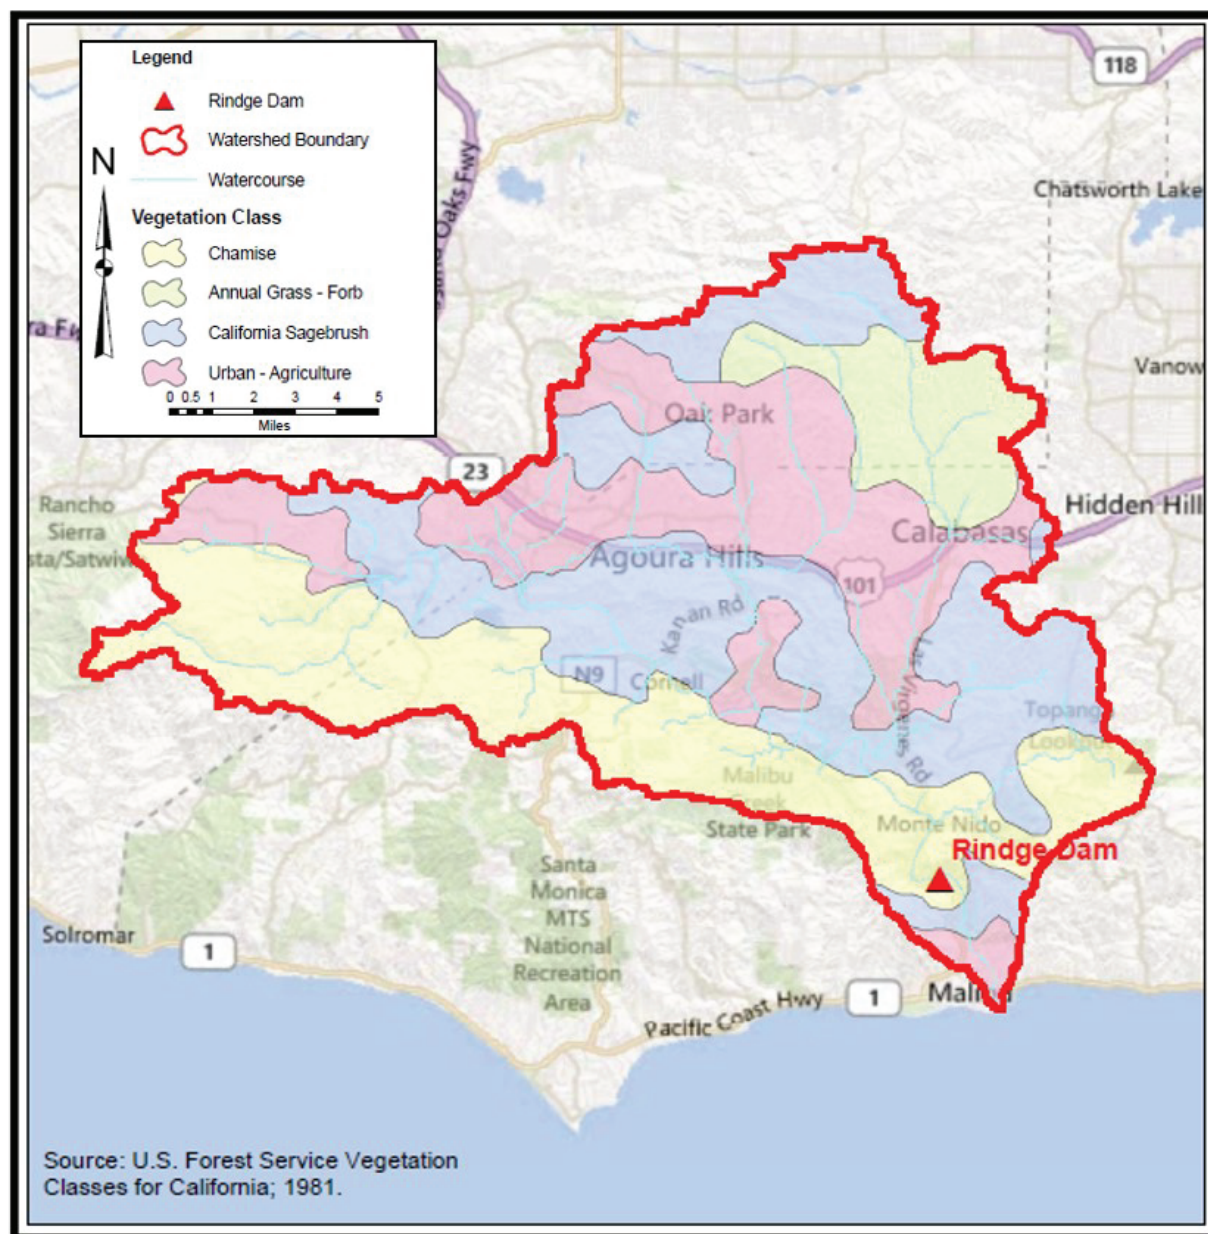 Legend
Rindge Dam
Watershed Boundary
Watercourse
N
Vegetation Class
Chamise
Annual Grass - Forb
California Sagebrush
Urban - Agriculture
0 0.5 1 2 3 4 5
Miles
118
Chatsworth Lake
Oaks Fwy
Vanow
Oak Park
23
Rancho
Sierra
Hidden Hill
Calabasas
Agoura Hills
101
Kanan Rd
N9
Cornell
Las Virgenes Rd
Topang
Lookout
Malibu
Creek
State Park
Monte Nido
Rindge Dam
Santa
Monica
MTS
National
Recreation
Area
Solromar
1
Pacific Coast Hwy
1
Malibu
Source: U.S. Forest Service Vegetation
Classes for California; 1981.